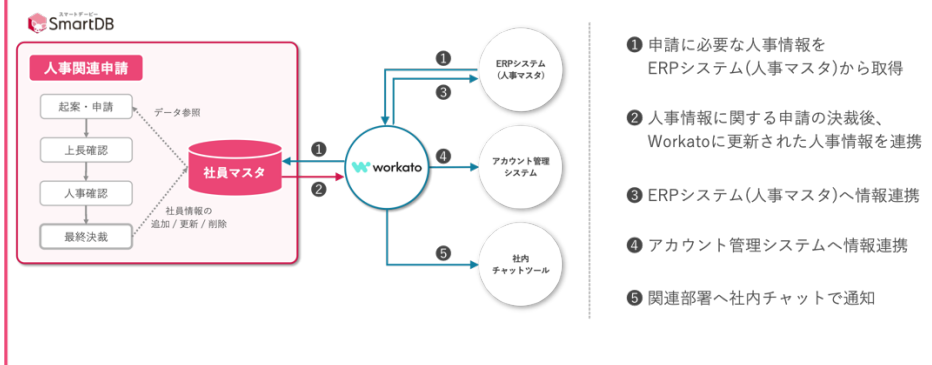 スマートデービー
SmartDB
人事関連申請
起案・申請
上長確認
人事確認
最終決裁
データ参照
社員マスタ
社員情報の
追加 / 更新 / 削除
❶
❷
workato
❶
❸
❹
❺
ERPシステム
(人事マスタ)
アカウント管理
システム
社内
チャットツール
❶ 申請に必要な人事情報を
ERPシステム(人事マスタ)から取得
❷ 人事情報に関する申請の決裁後、
Workatoに更新された人事情報を連携
❸ ERPシステム(人事マスタ)へ情報連携
❹ アカウント管理システムへ情報連携
❺ 関連部署へ社内チャットで通知